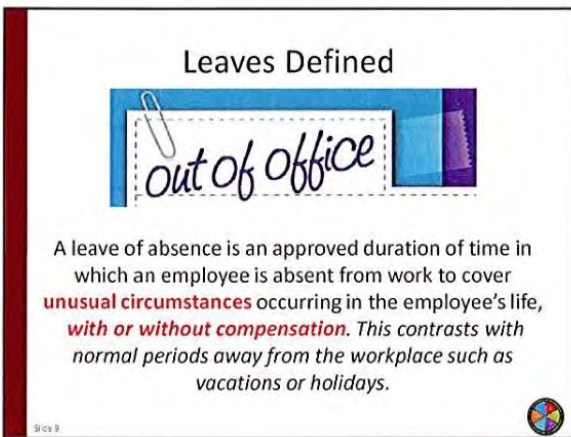 Leaves Defined
out of office
A leave of absence is an approved duration of time in
which an employee is absent from work to cover
unusual circumstances occurring in the employee's life,
with or without compensation. This contrasts with
normal periods away from the workplace such as
vacations or holidays.
Slide 9